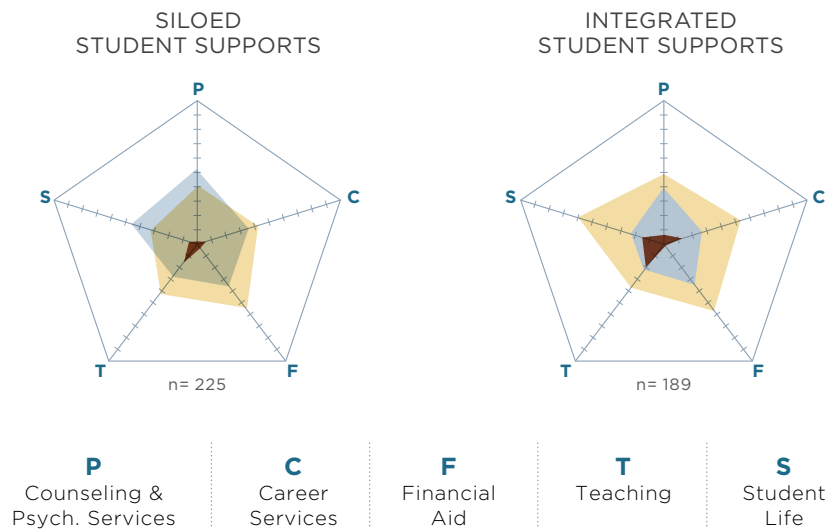 SILOED
STUDENT SUPPORTS
P
S
C
T
F
n= 225
INTEGRATED
STUDENT SUPPORTS
P
S
C
T
F
n= 189
P
Counseling &
Psych. Services
C
Career
Services
F
Financial
Aid
T
Teaching
S
Student
Life